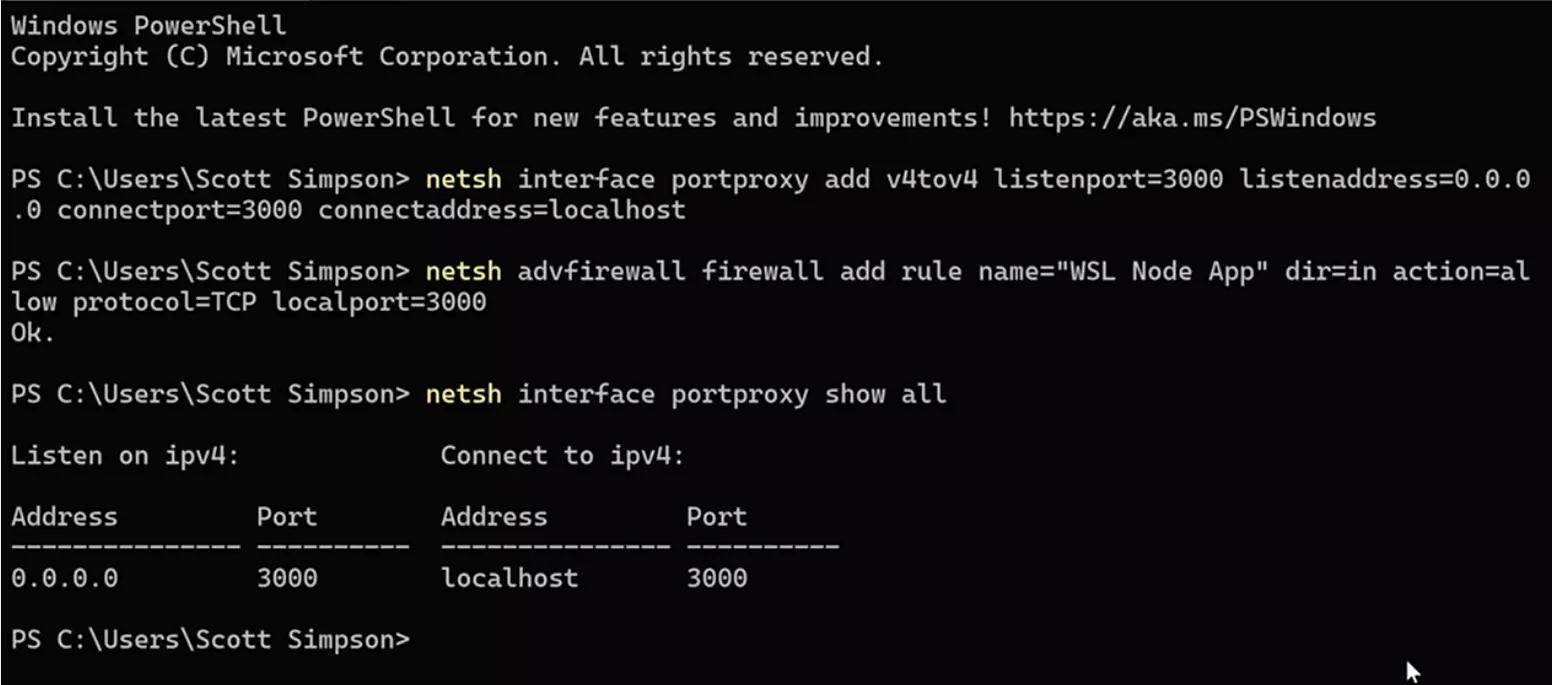 Windows PowerShell
Copyright (C) Microsoft Corporation. All rights reserved.
Install the latest PowerShell for new features and improvements! https://aka.ms/PSWindows
PS C:\Users\Scott Simpson> netsh interface portproxy add v4tov4 listenport=3000 listenaddress=0.0.0
.0 connectport=3000 connectaddress=localhost
PS C:\Users\Scott Simpson> netsh advfirewall firewall add rule name="WSL Node App" dir=in action=al
low protocol=TCP localport=3000
Ok.
PS C:\Users\Scott Simpson> netsh interface portproxy show all
Listen on ipv4:             Connect to ipv4:
Address         Port        Address         Port
--------------- ----------  --------------- ----------
0.0.0.0         3000        localhost       3000
PS C:\Users\Scott Simpson>